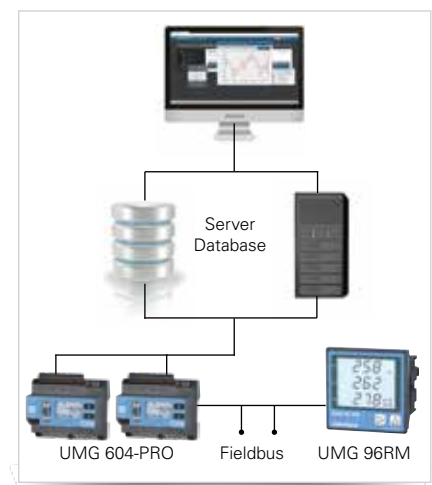 Server
Database
258
262
278
UMG 604-PRO
Fieldbus
UMG 96RM